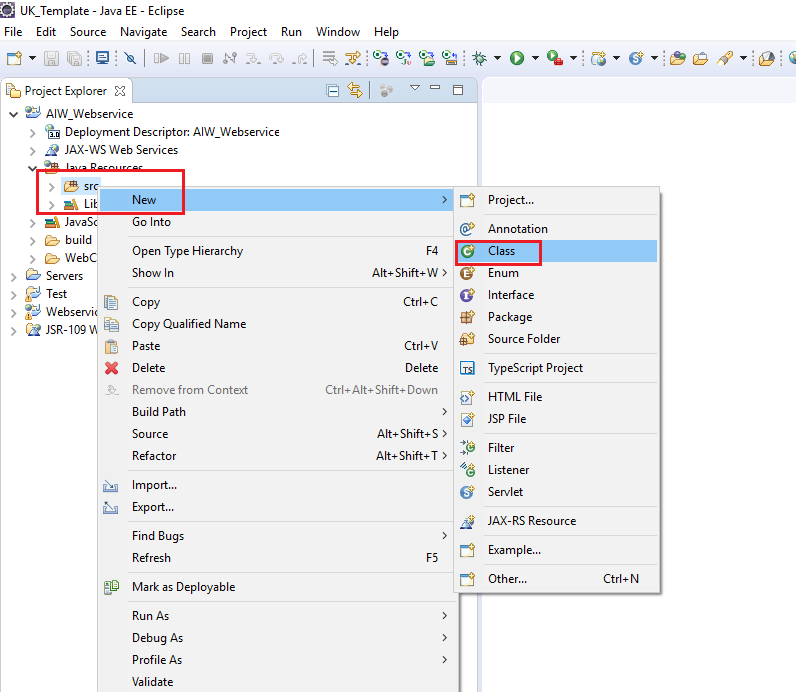 UK_Template - Java EE - Eclipse
File Edit Source Navigate Search Project Run Window Help
Project Explorer
AIW_Webservice
Deployment Descriptor: AIW_Webservice
3.0
JAX-WS Web Services
Java Resources
src
Lib
JavaSc
build
WebC
Servers
Test
Webservic
JSR-109 W
New
Go Into
Open Type Hierarchy F4
Show In Alt+Shift+W
Copy Ctrl+C
Copy Qualified Name
Paste Ctrl+V
Delete Delete
Remove from Context Ctrl+Alt+Shift+Down
Build Path
Source Alt+Shift+S
Refactor Alt+Shift+T
Import...
Export...
Find Bugs
Refresh F5
Mark as Deployable
Run As
Debug As
Profile As
Validate
Project...
Annotation
Class
Enum
Interface
Package
Source Folder
TypeScript Project
HTML File
JSP File
Filter
Listener
Servlet
JAX-RS Resource
Example...
Other... Ctrl+N